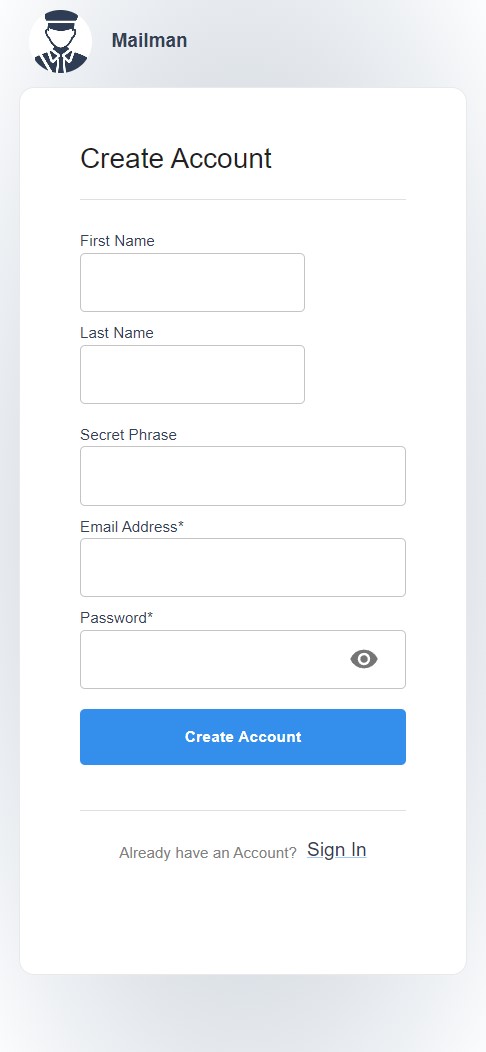 Mailman
Create Account
First Name
Last Name
Secret Phrase
Email Address*
Password*
Create Account
Already have an Account? Sign In